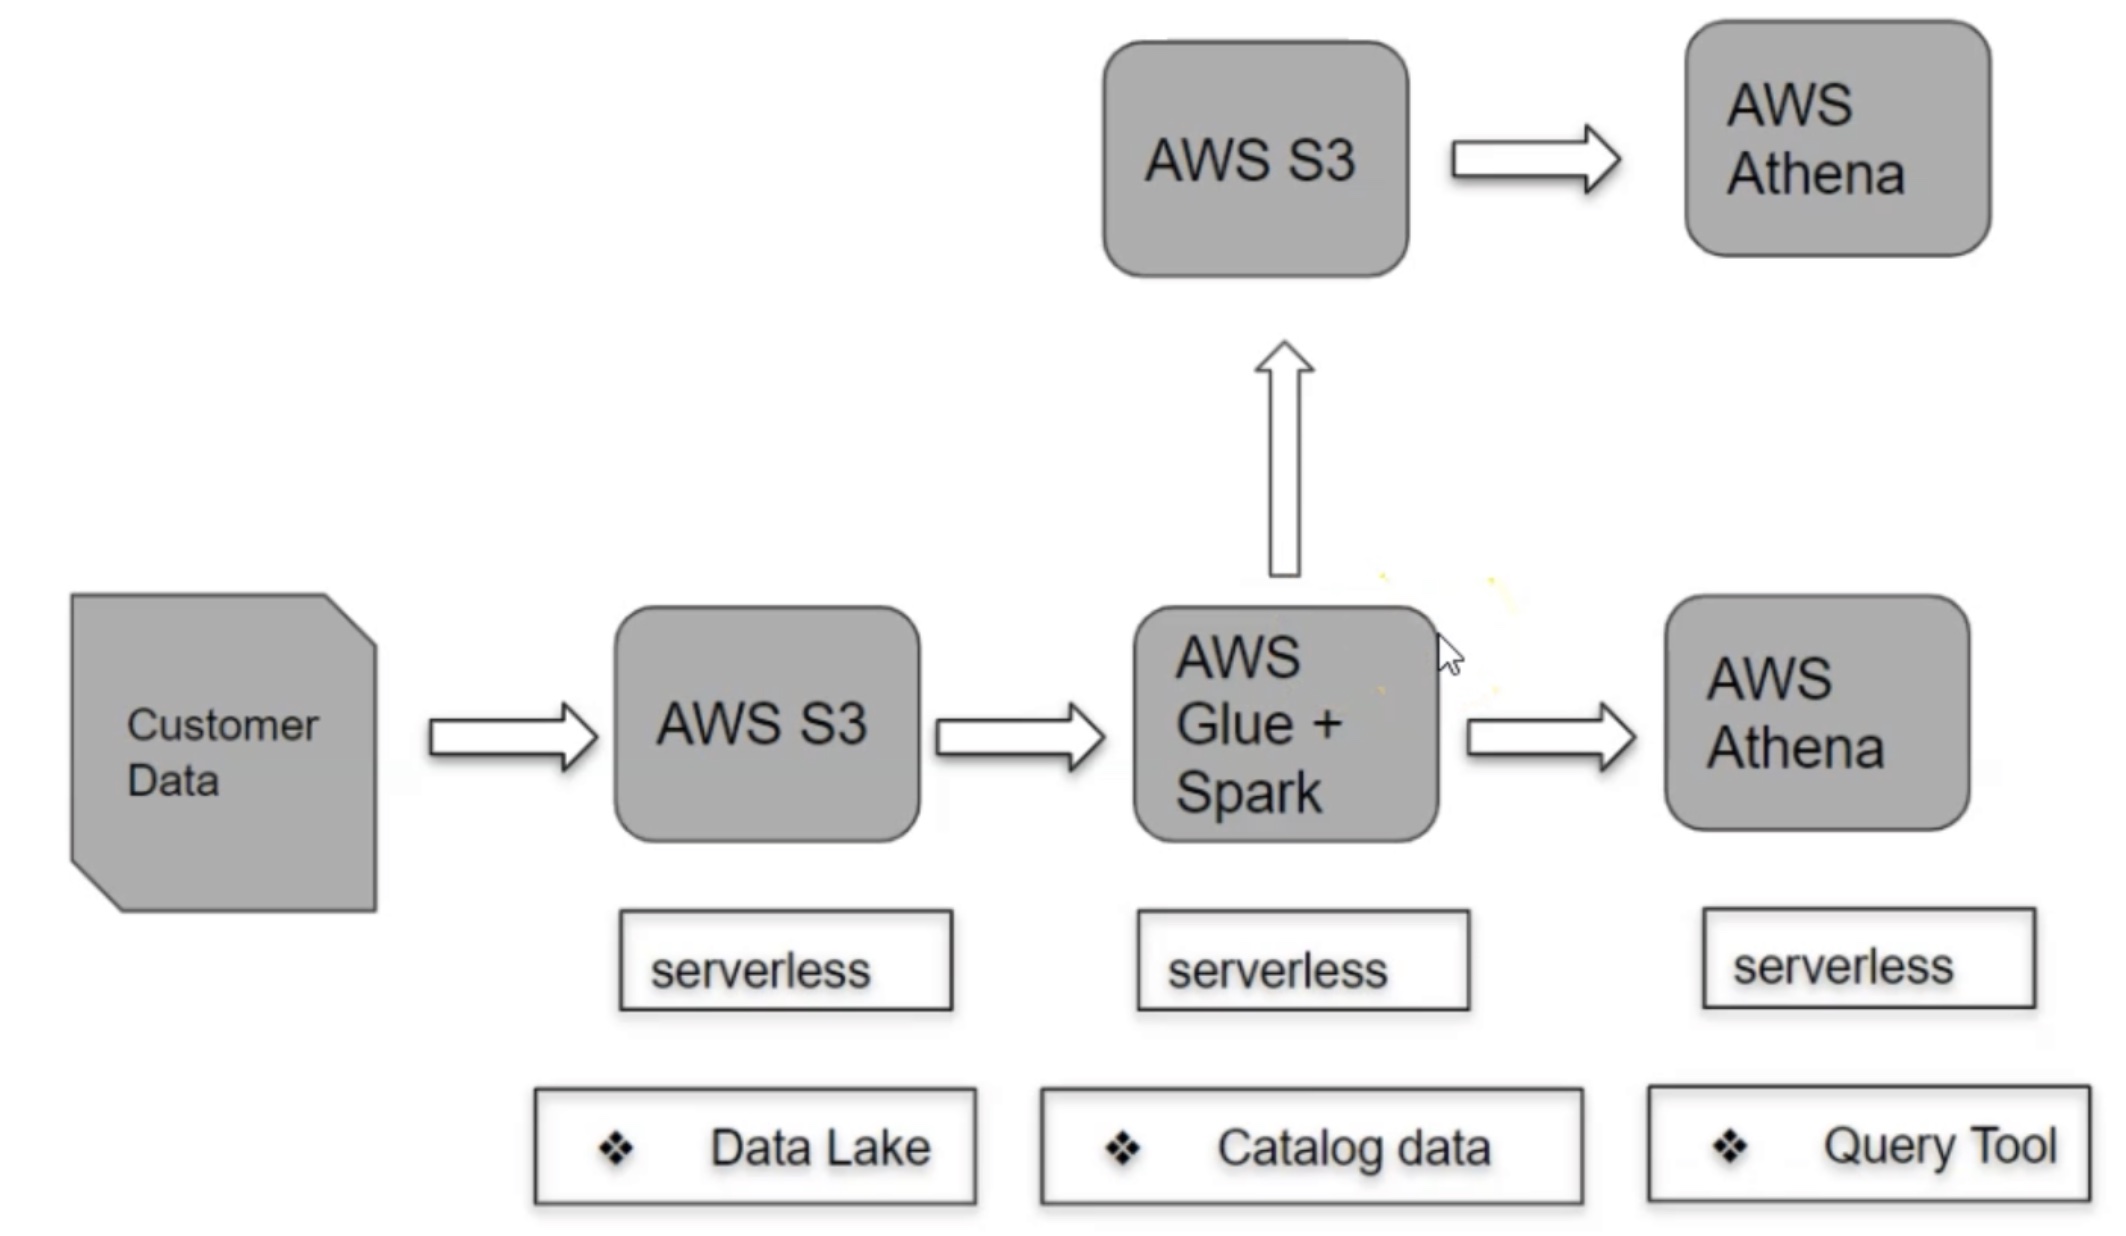 AWS S3
AWS
Athena
Customer
Data
AWS S3
AWS
Glue +
Spark
AWS
Athena
serverless
serverless
serverless
❖ Data Lake
❖ Catalog data
❖ Query Tool